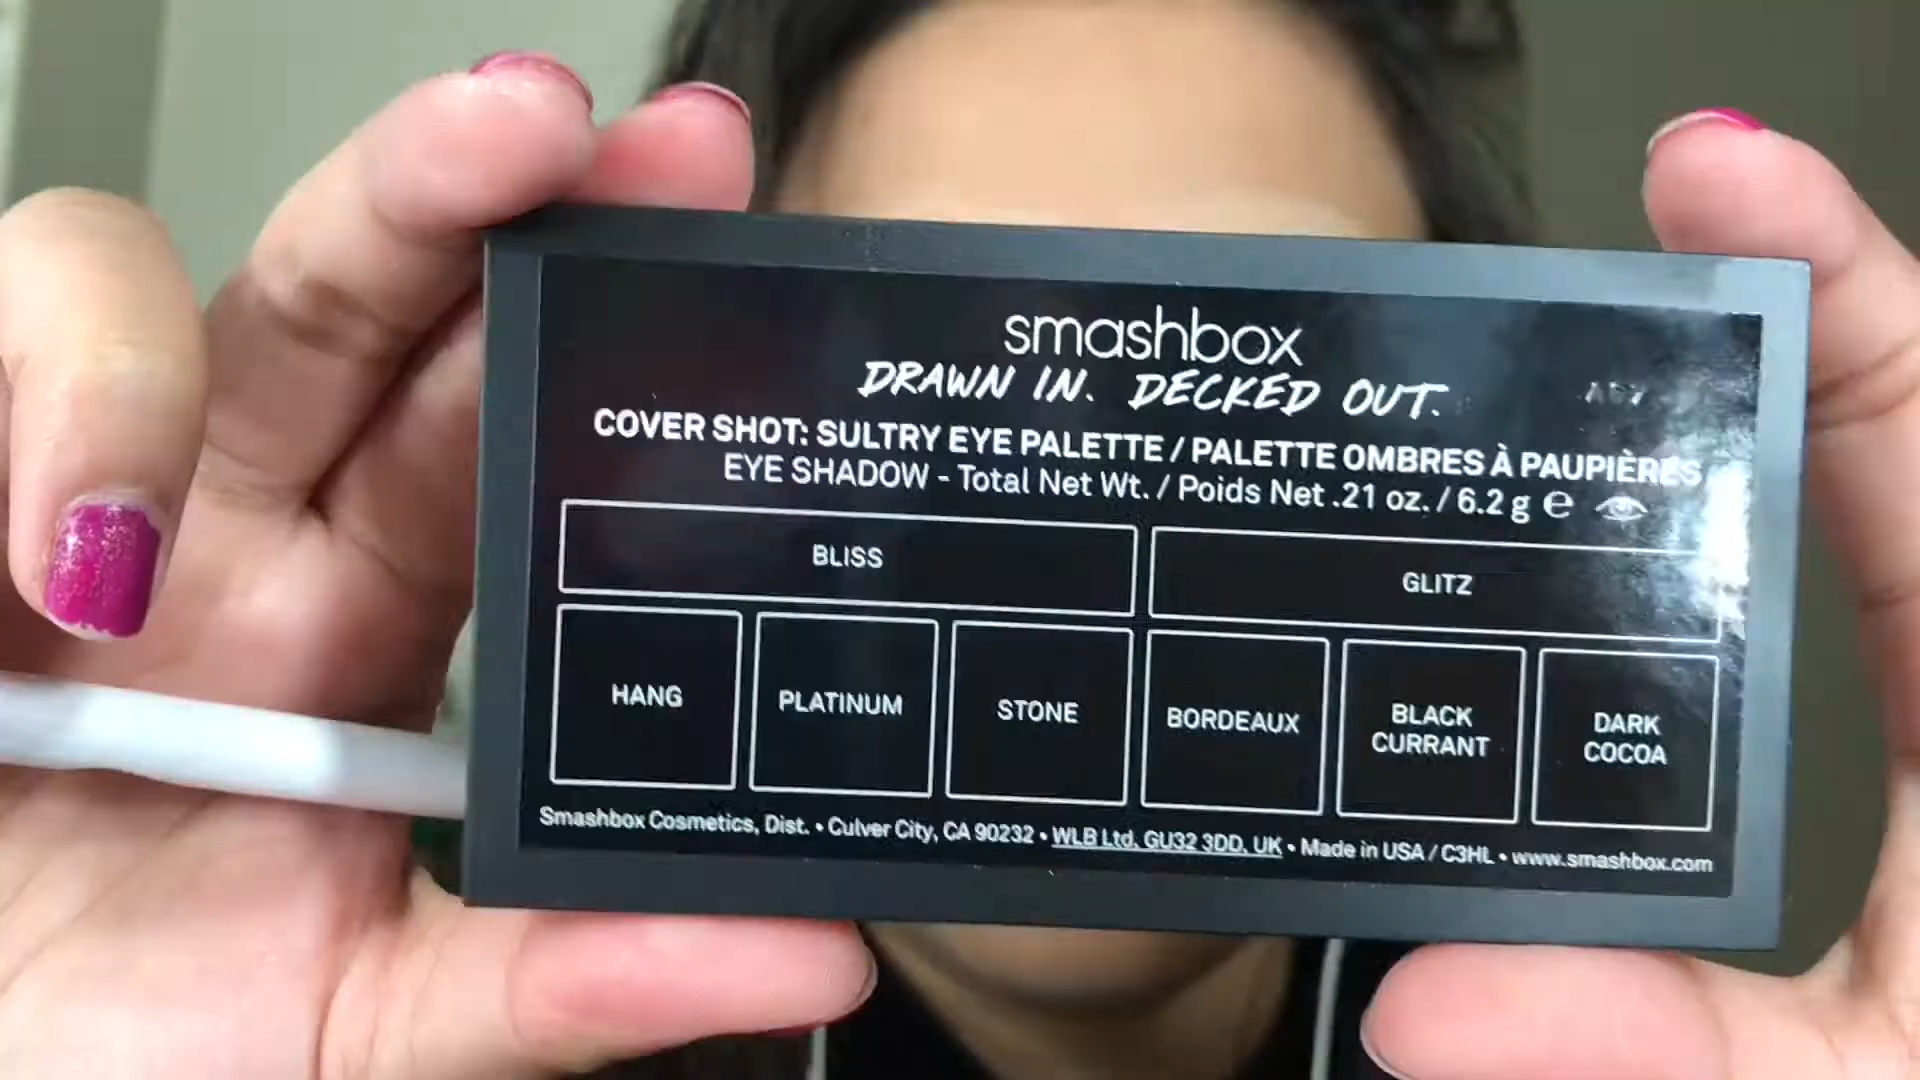 smashbox
DRAWN IN. DECKED OUT.
COVER SHOT: SULTRY EYE PALETTE / PALETTE OMBRES À PAUPIÈRES
EYE SHADOW - Total Net Wt. / Poids Net .21 oz. / 6.2 g ℮
BLISS
GLITZ
HANG
PLATINUM
STONE
BORDEAUX
BLACK
CURRANT
DARK
COCOA
Smashbox Cosmetics, Dist. • Culver City, CA 90232 • WLB Ltd, GU32 3DD, UK • Made in USA / C3HL • www.smashbox.com